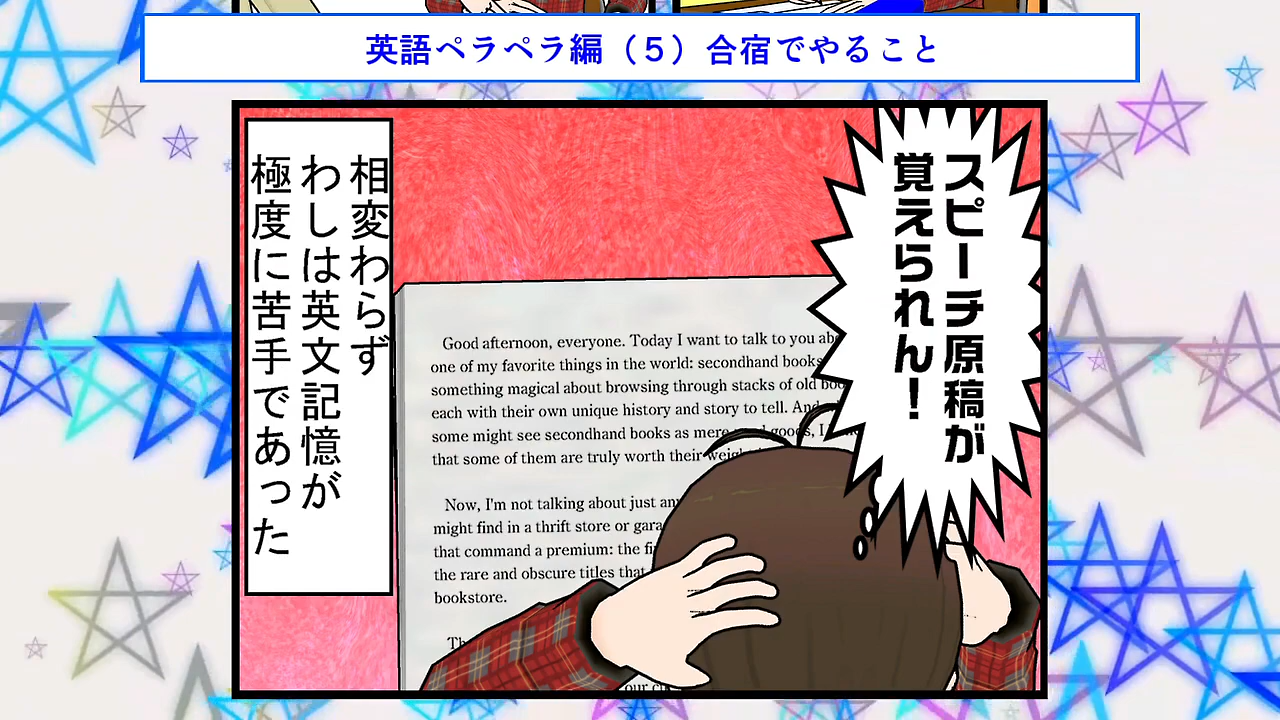 英語ペラペラ編（５）合宿でやること
スピーチ原稿が
覚えられん！
相変わらず
わしは英文記憶が
極度に苦手であった
Good afternoon, everyone. Today I want to talk to you
one of my favorite things in the world: secondhand books
something magical about browsing through stacks of old
each with their own unique history and story to tell.
some might see secondhand books as mere
that some of them are truly worth their
Now, I'm not talking about just
might find in a thrift store or
that command a premium: the
the rare and obscure titles that
bookstore.